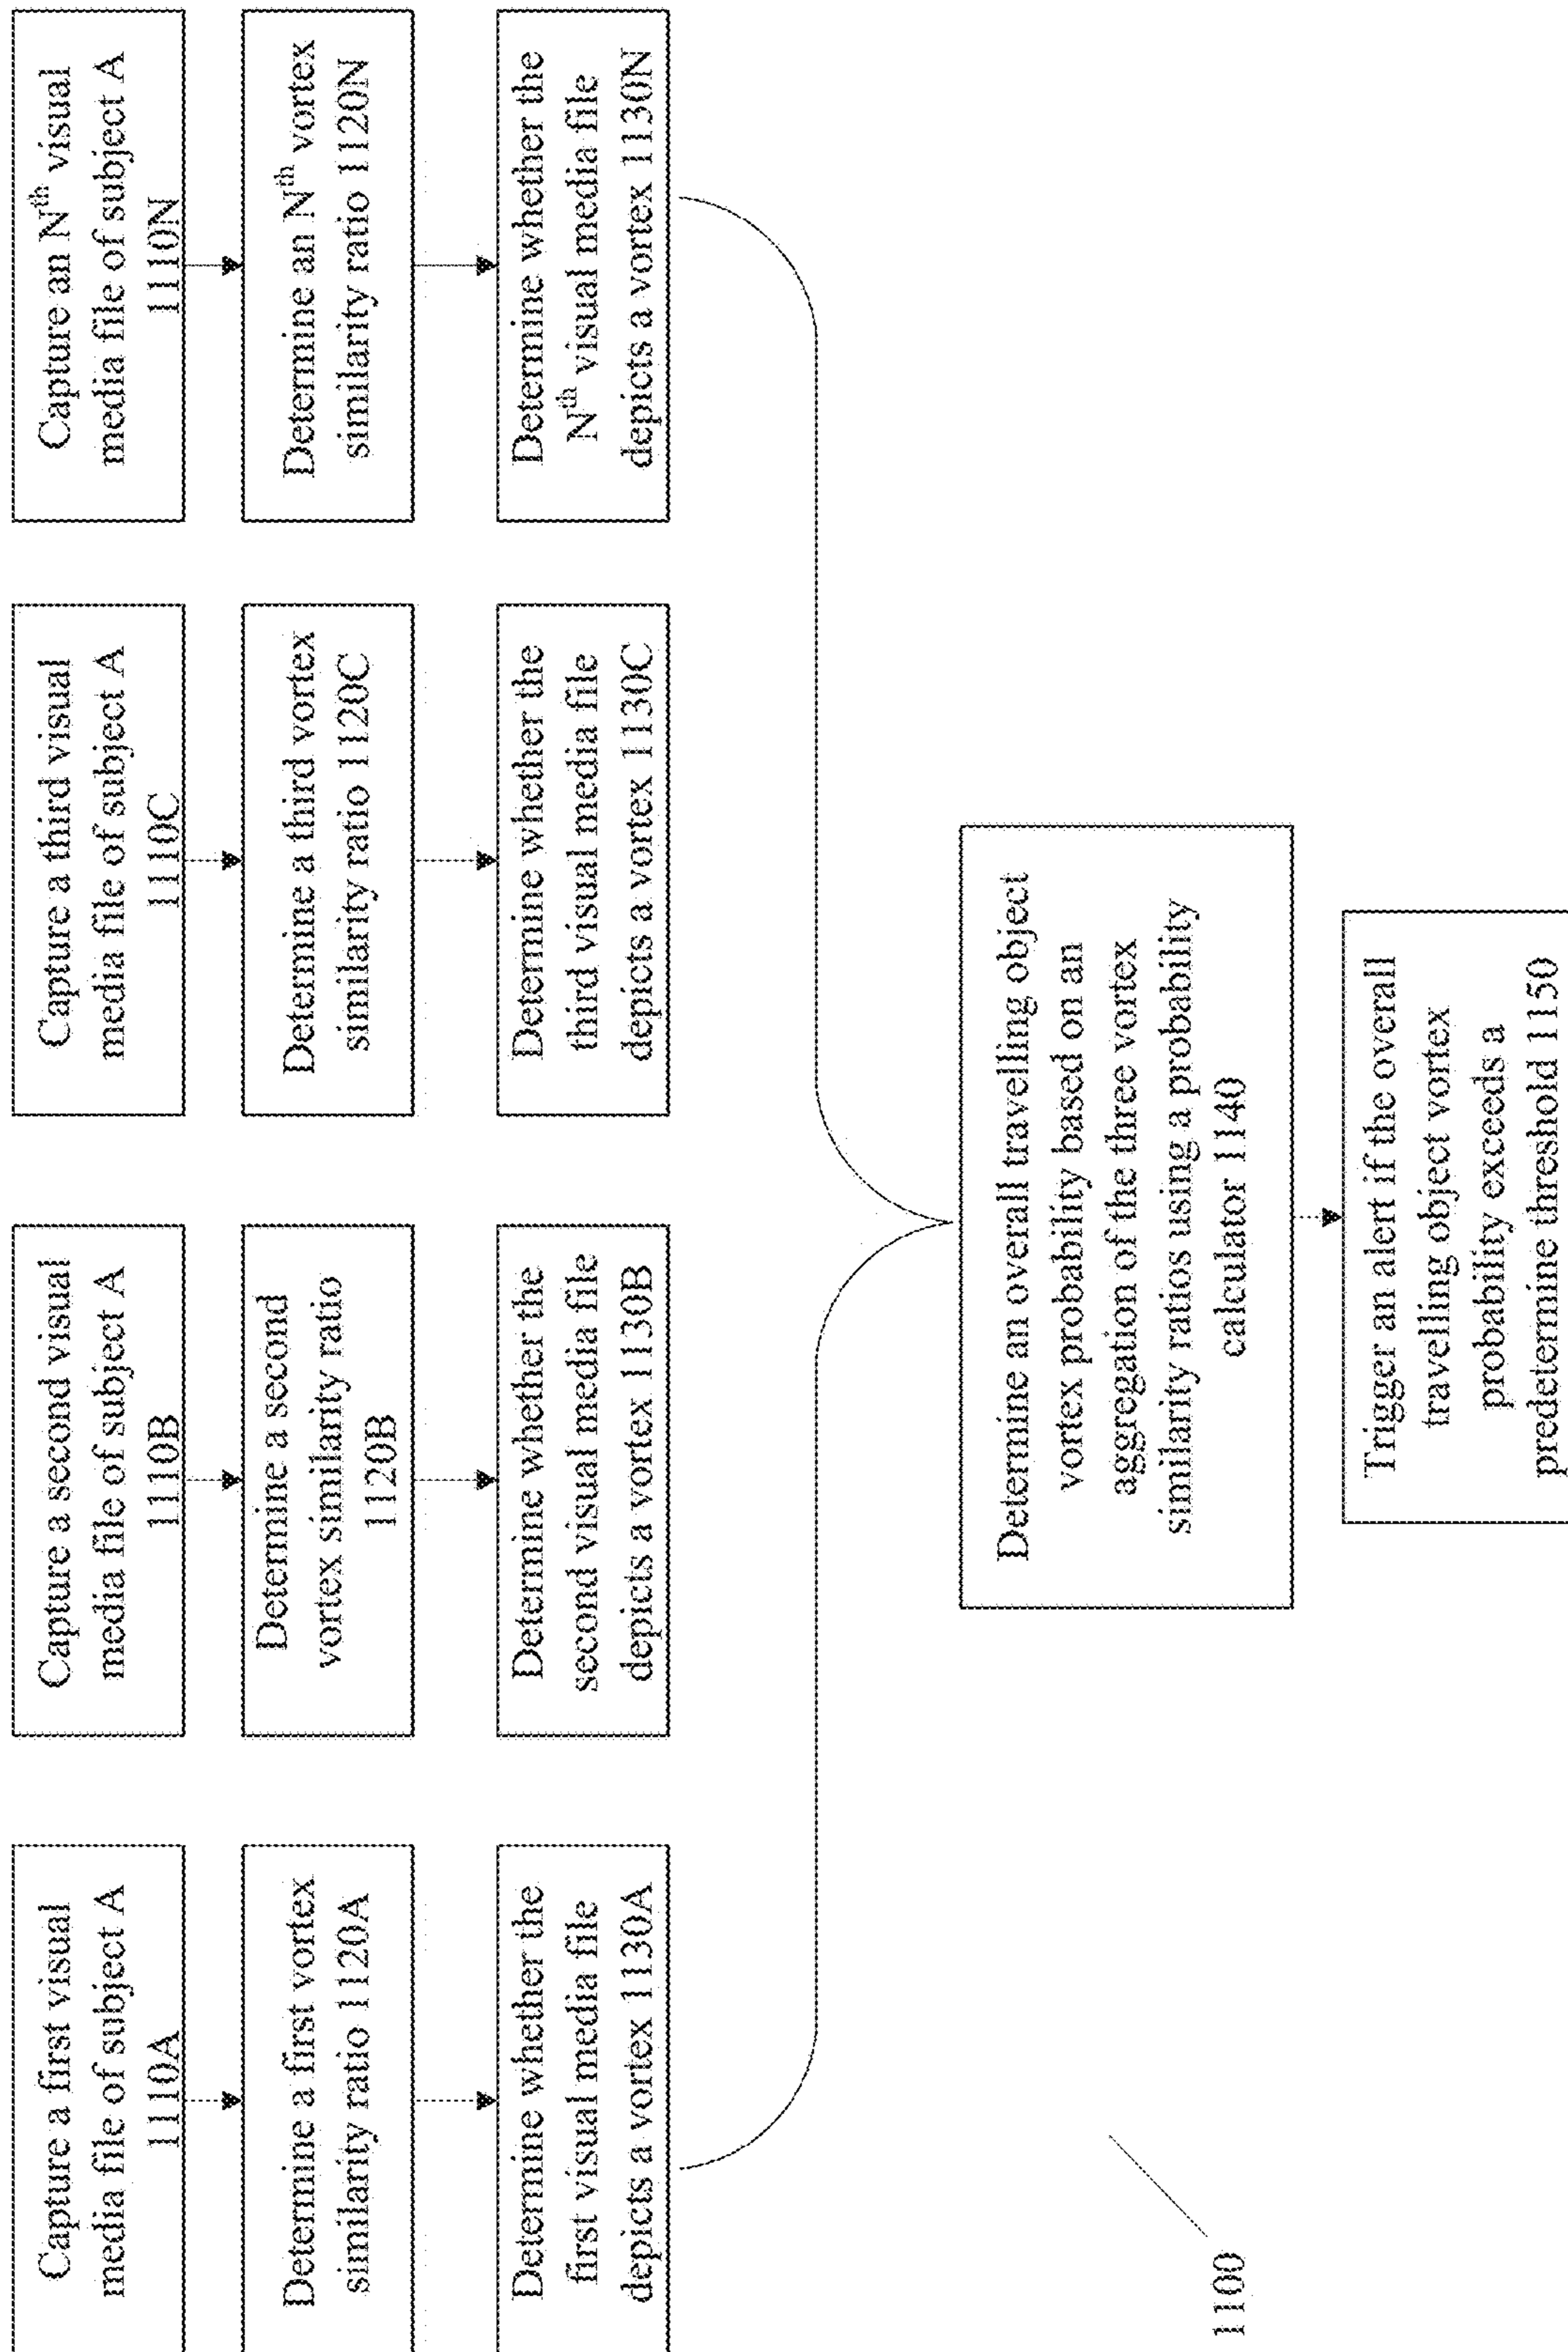 Capture a first visual
media file of subject A
1110A
Determine a first vortex
similarity ratio 1120A
Determine whether the
first visual media file
depicts a vortex 1130A
Capture a second visual
media file of subject A
1110B
Determine a second
vortex similarity ratio
1120B
Determine whether the
second visual media file
depicts a vortex 1130B
Capture a third visual
media file of subject A
1110C
Determine a third vortex
similarity ratio 1120C
Determine whether the
third visual media file
depicts a vortex 1130C
Capture an Nth visual
media file of subject A
1110N
Determine an Nth vortex
similarity ratio 1120N
Determine whether the
Nth visual media file
depicts a vortex 1130N
Determine an overall travelling object
vortex probability based on an
aggregation of the three vortex
similarity ratios using a probability
calculator 1140
Trigger an alert if the overall
travelling object vortex
probability exceeds a
predetermine threshold 1150
1100